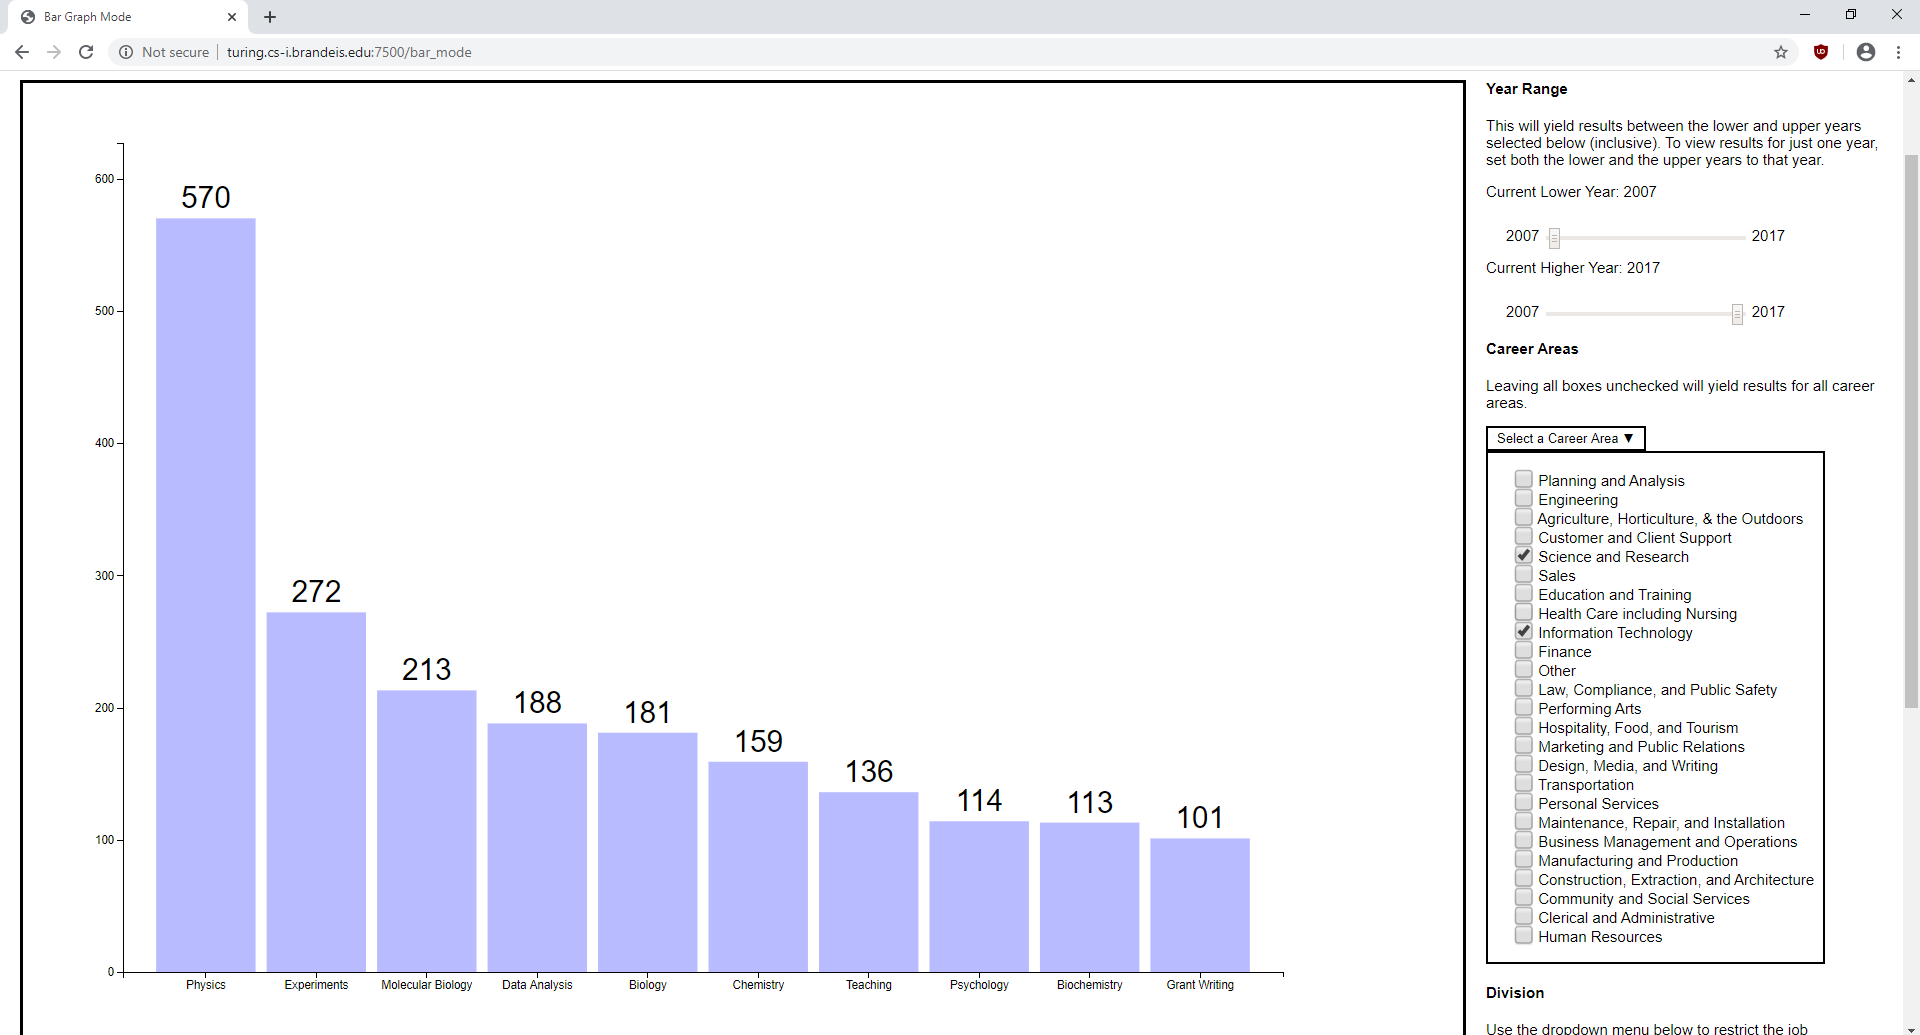 Bar Graph Mode
Not secure | turing.cs-i.brandeis.edu:7500/bar_mode
600
500
400
300
200
100
0
570
272
213
188
181
159
136
114
113
101
Physics
Experiments
Molecular Biology
Data Analysis
Biology
Chemistry
Teaching
Psychology
Biochemistry
Grant Writing
Year Range
This will yield results between the lower and upper years
selected below (inclusive). To view results for just one year,
set both the lower and the upper years to that year.
Current Lower Year: 2007
2007 2017
Current Higher Year: 2017
2007 2017
Career Areas
Leaving all boxes unchecked will yield results for all career
areas.
Select a Career Area ▼
Planning and Analysis
Engineering
Agriculture, Horticulture, & the Outdoors
Customer and Client Support
Science and Research
Sales
Education and Training
Health Care including Nursing
Information Technology
Finance
Other
Law, Compliance, and Public Safety
Performing Arts
Hospitality, Food, and Tourism
Marketing and Public Relations
Design, Media, and Writing
Transportation
Personal Services
Maintenance, Repair, and Installation
Business Management and Operations
Manufacturing and Production
Construction, Extraction, and Architecture
Community and Social Services
Clerical and Administrative
Human Resources
Division
Use the dropdown menu below to restrict the job